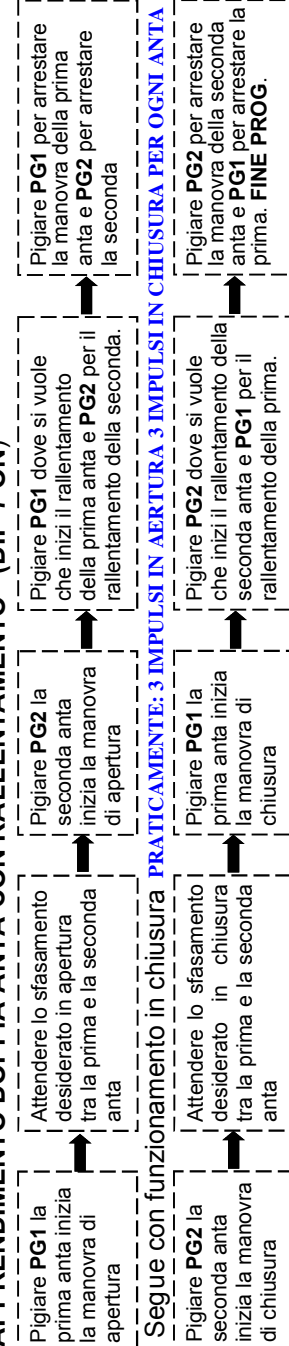 APPRENDIMENTO DOPPIA ANTA CON RALLENTAMENTO (DIP 7 ON)
Pigiare PG1 la
prima anta inizia
la manovra di
apertura
Attendere lo sfasamento
desiderato in apertura
tra la prima e la seconda
anta
Pigiare PG2 la
seconda anta
inizia la manovra
di apertura
Pigiare PG1 dove si vuole
che inizi il rallentamento
della prima anta e PG2 per il
rallentamento della seconda.
Pigiare PG1 per arrestare
la manovra della prima
anta e PG2 per arrestare
la seconda
Segue con funzionamento in chiusura PRATICAMENTE: 3 IMPULSI IN AERTURA 3 IMPULSI IN CHIUSURA PER OGNI ANTA
Pigiare PG2 la
seconda anta
inizia la manovra
di chiusura
Attendere lo sfasamento
desiderato in chiusura
tra la prima e la seconda
anta
Pigiare PG1 la
prima anta inizia
la manovra di
chiusura
Pigiare PG2 dove si vuole
che inizi il rallentamento della
seconda anta e PG1 per il
rallentamento della prima.
Pigiare PG2 per arrestare
la manovra della seconda
anta e PG1 per arrestare la
prima. FINE PROG.